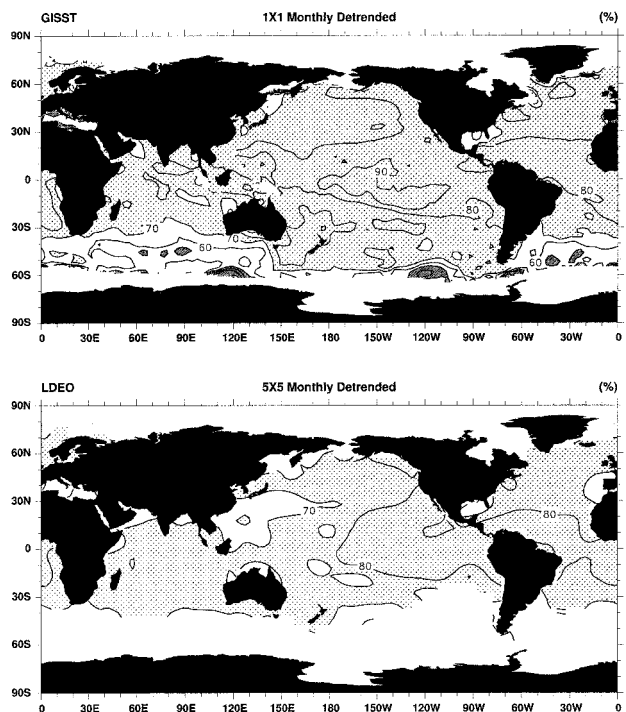 GISST 1X1 Monthly Detrended (%)
90N
60N
30N
0
30S
60S
90S
90
80
80
70
70
60
60
0 30E 60E 90E 120E 150E 180 150W 120W 90W 60W 30W 0
LDEO 5X5 Monthly Detrended (%)
90N
60N
30N
0
30S
60S
90S
70
80
80
0 30E 60E 90E 120E 150E 180 150W 120W 90W 60W 30W 0